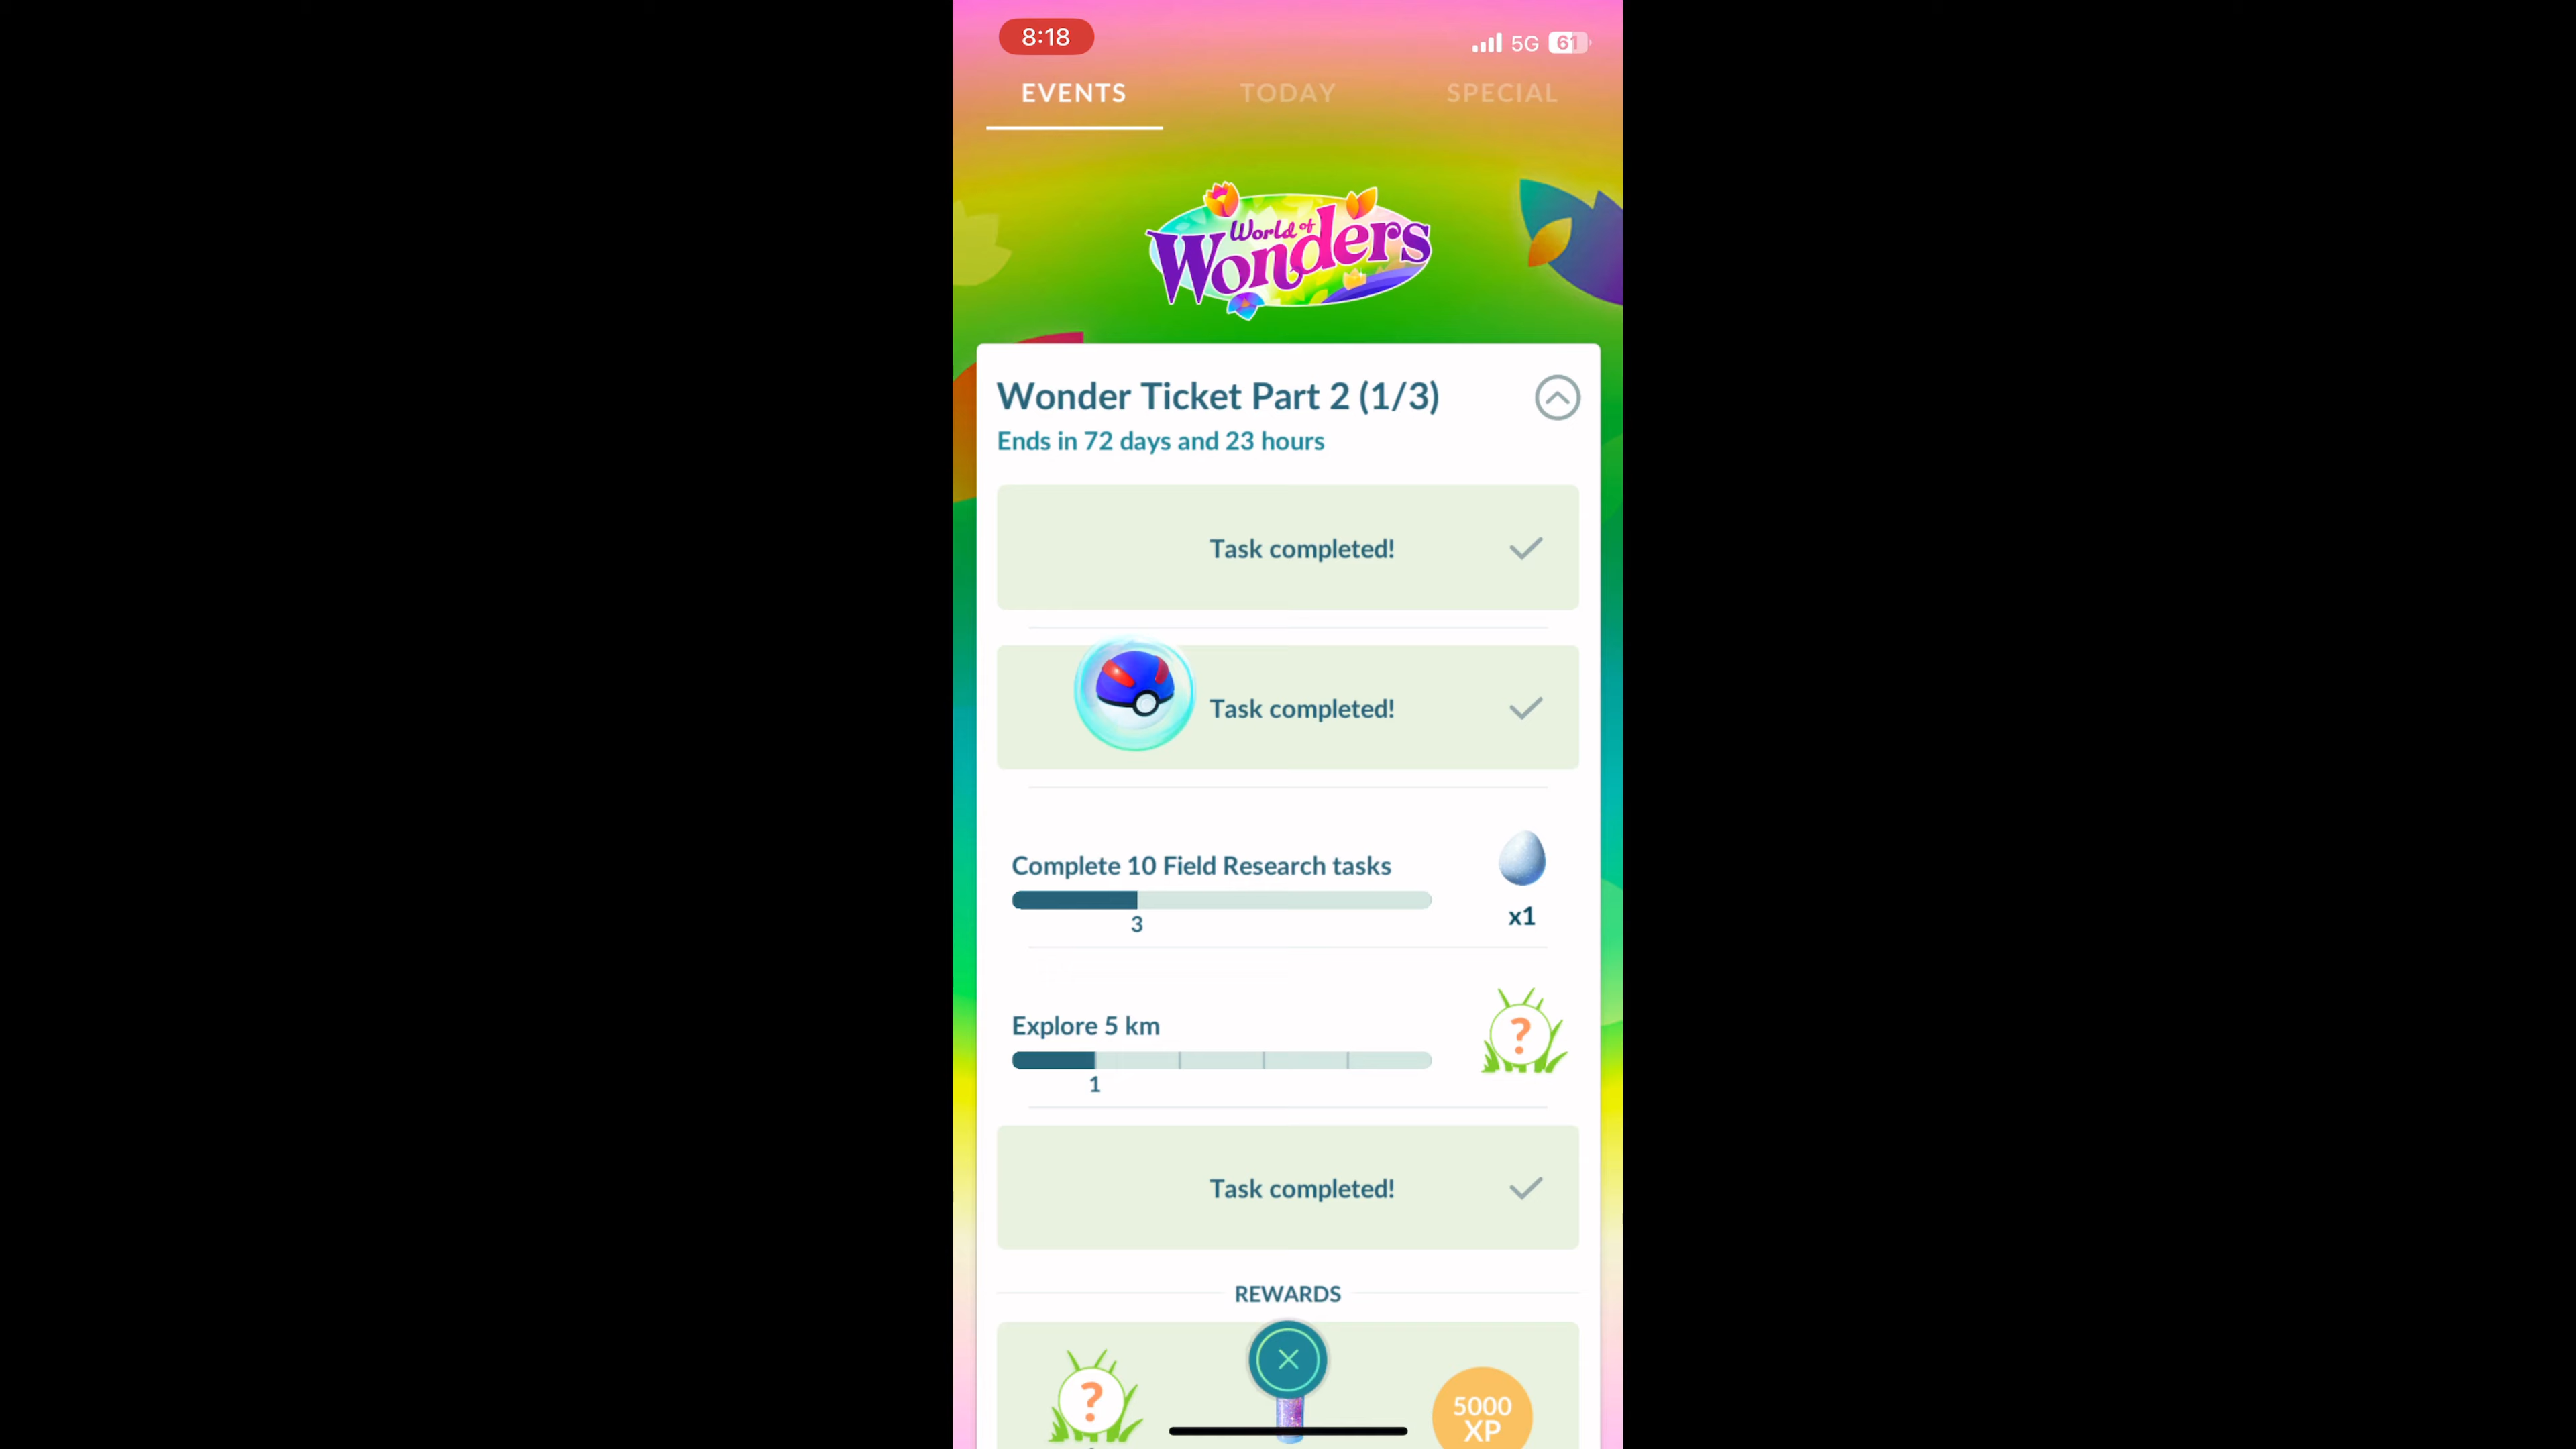 8:18
5G 61
EVENTS TODAY SPECIAL
World of
Wonders
Wonder Ticket Part 2 (1/3)
Ends in 72 days and 23 hours
Task completed!
Task completed!
Complete 10 Field Research tasks
3
x1
Explore 5 km
?
1
Task completed!
REWARDS
?
5000
XP